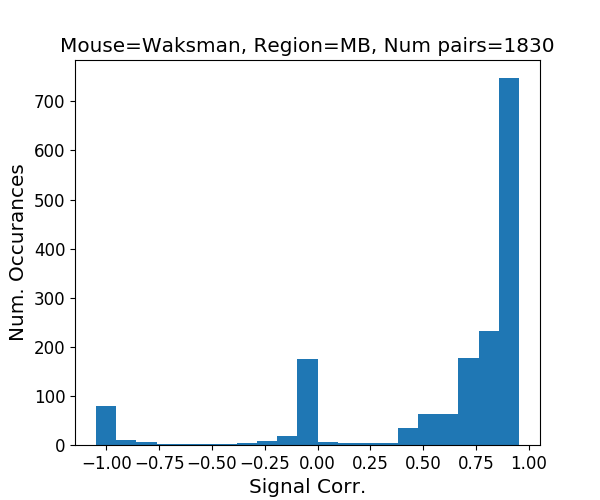 Mouse=Waksman, Region=MB, Num pairs=1830
Num. Occurances
700
600
500
400
300
200
100
0
−1.00 −0.75 −0.50 −0.25 0.00 0.25 0.50 0.75 1.00
Signal Corr.